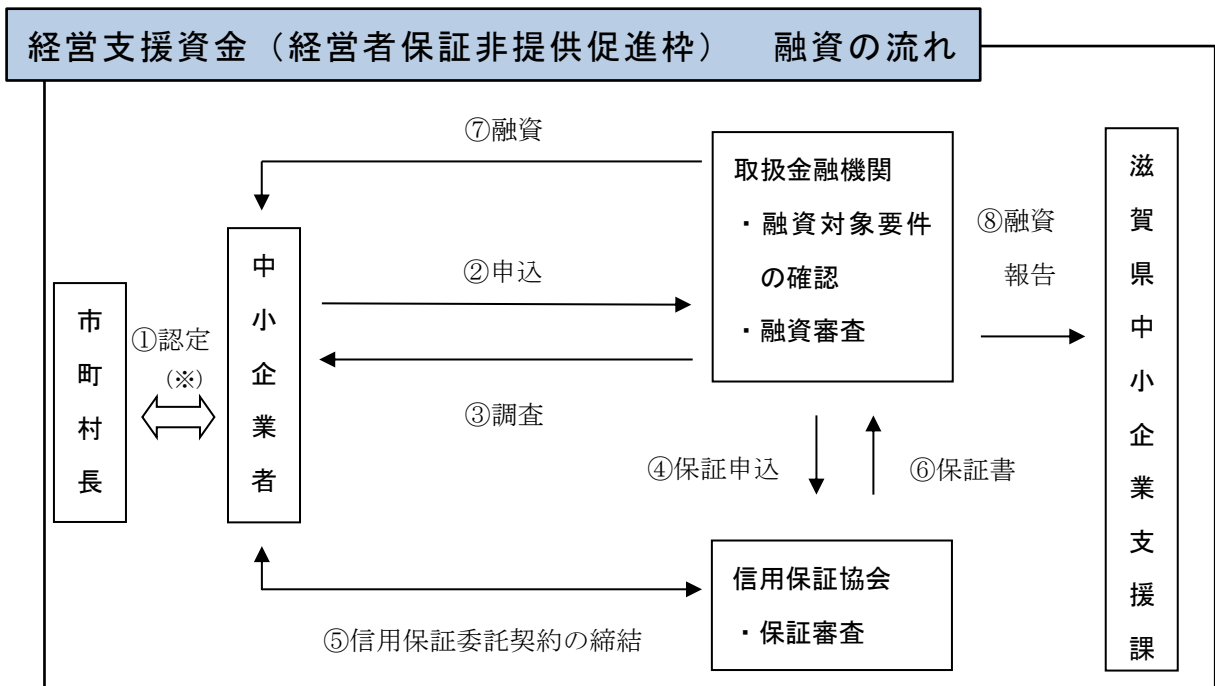 経営支援資金（経営者保証非提供促進枠）　融資の流れ
⑦融資
取扱金融機関
・融資対象要件
の確認
・融資審査
滋賀県中小企業支援課
⑧融資
報告
中小企業者
②申込
市町村長
①認定
（※）
③調査
④保証申込
⑥保証書
信用保証協会
・保証審査
⑤信用保証委託契約の締結